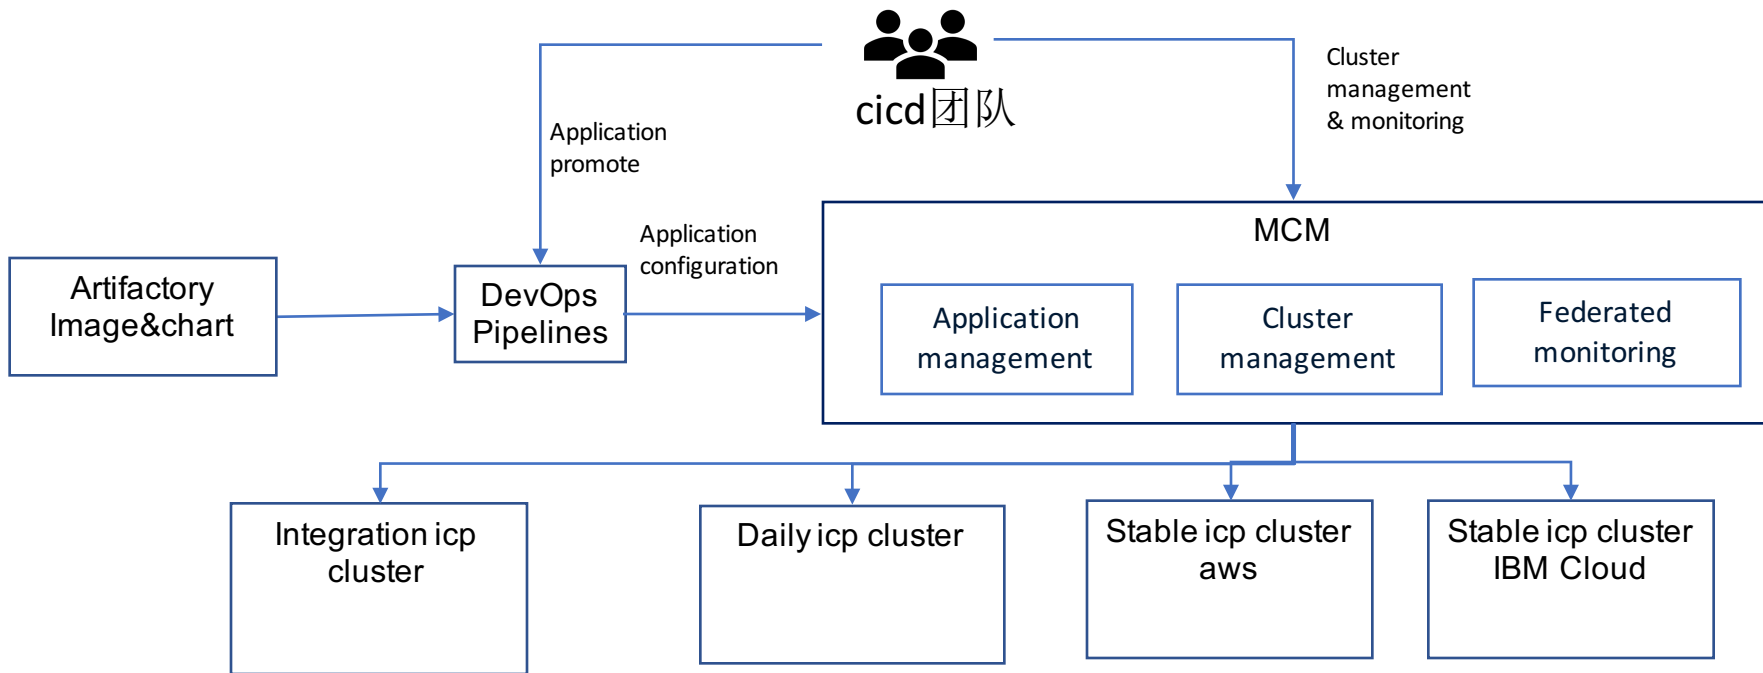 cicd团队
Cluster
management
& monitoring
Application
promote
Application
configuration
MCM
Artifactory
Image&chart
DevOps
Pipelines
Application
management
Cluster
management
Federated
monitoring
Integration icp
cluster
Daily icp cluster
Stable icp cluster
aws
Stable icp cluster
IBM Cloud